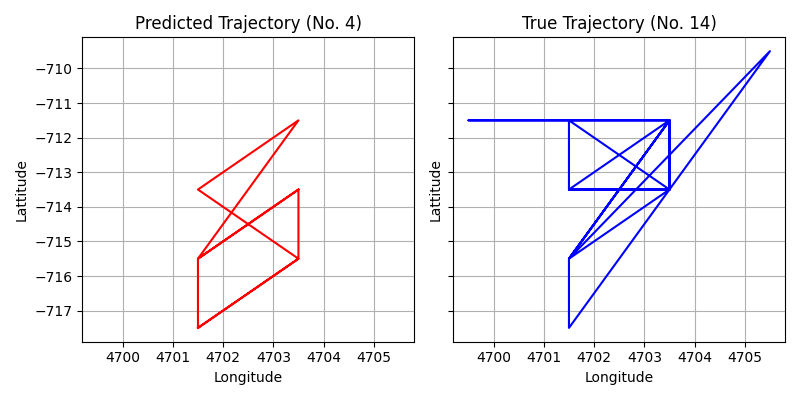 Predicted Trajectory (No. 4)
True Trajectory (No. 14)
−710
−711
−712
−713
−714
−715
−716
−717
Lattitude
Lattitude
4700 4701 4702 4703 4704 4705
4700 4701 4702 4703 4704 4705
Longitude
Longitude